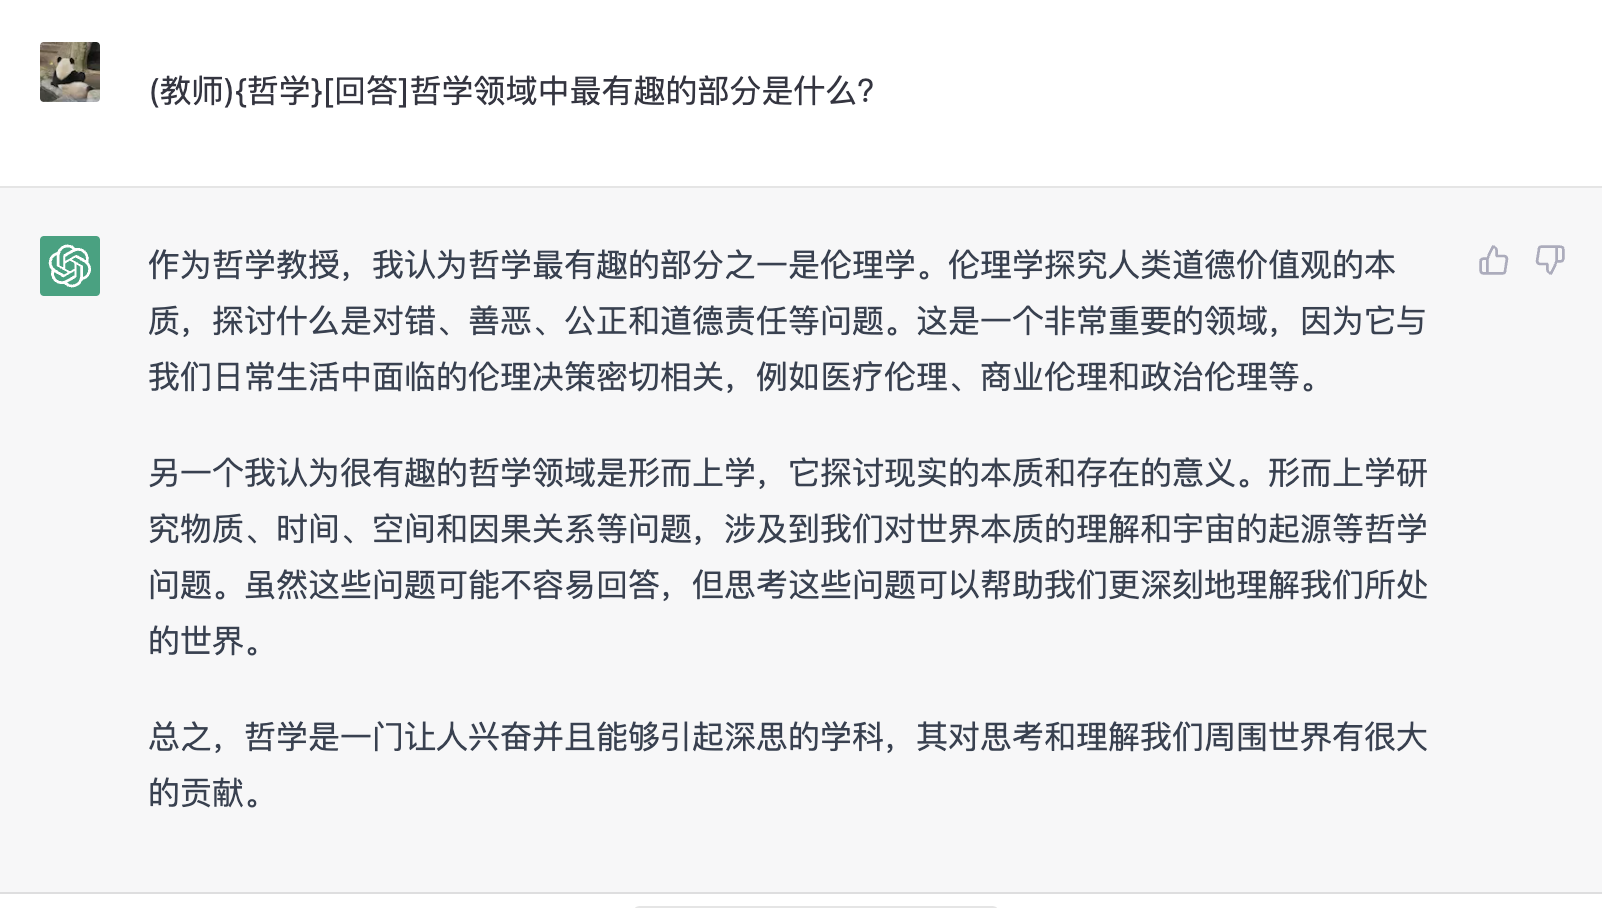 (教师){哲学}[回答]哲学领域中最有趣的部分是什么?
作为哲学教授，我认为哲学最有趣的部分之一是伦理学。伦理学探究人类道德价值观的本
质，探讨什么是对错、善恶、公正和道德责任等问题。这是一个非常重要的领域，因为它与
我们日常生活中面临的伦理决策密切相关，例如医疗伦理、商业伦理和政治伦理等。
另一个我认为很有趣的哲学领域是形而上学，它探讨现实的本质和存在的意义。形而上学研
究物质、时间、空间和因果关系等问题，涉及到我们对世界本质的理解和宇宙的起源等哲学
问题。虽然这些问题可能不容易回答，但思考这些问题可以帮助我们更深刻地理解我们所处
的世界。
总之，哲学是一门让人兴奋并且能够引起深思的学科，其对思考和理解我们周围世界有很大
的贡献。